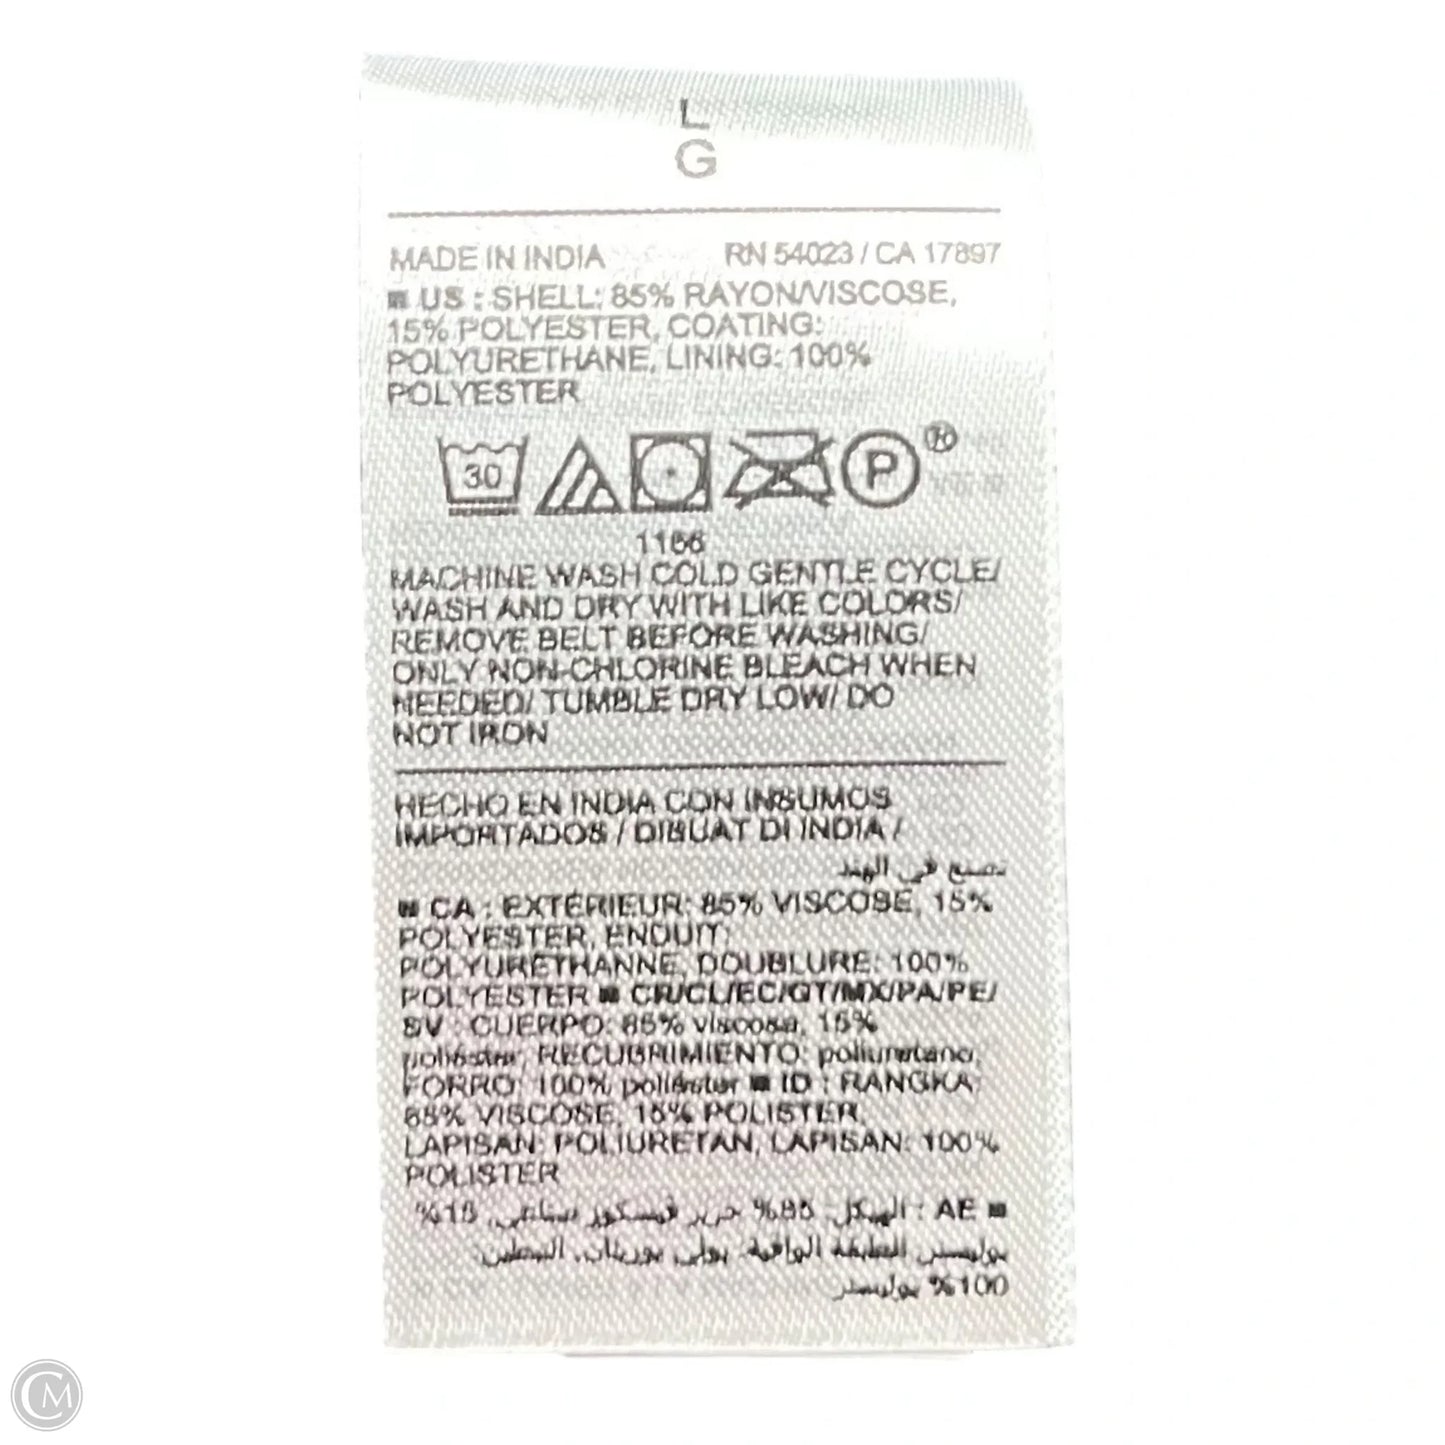 L
G
MADE IN INDIA RN 54023 / CA 17897
US : SHELL: 85% RAYON/VISCOSE,
15% POLYESTER, COATING:
POLYURETHANE, LINING: 100%
POLYESTER
30 P
1166
MACHINE WASH COLD GENTLE CYCLE/
WASH AND DRY WITH LIKE COLORS/
REMOVE BELT BEFORE WASHING/
ONLY NON-CHLORINE BLEACH WHEN
NEEDED/ TUMBLE DRY LOW/ DO
NOT IRON
HECHO EN INDIA CON INSUMOS
IMPORTADOS / DIBUAT DI INDIA /
تصنع في الهند
CA : EXTÉRIEUR: 85% VISCOSE, 15%
POLYESTER, ENDUIT:
POLYURÉTHANNE, DOUBLURE: 100%
POLYESTER ■ CR/CL/EC/GT/MX/PA/PE/
SV : CUERPO: 85% viscosa, 15%
poliéster, RECUBRIMIENTO: poliuretano,
FORRO: 100% poliéster ■ ID : RANGKA:
85% VISCOSE, 15% POLISTER,
LAPISAN: POLIURETAN, LAPISAN: 100%
POLISTER
■ AE : الهيكل: 85% حرير فيسكوز صناعي، 15%
بوليستر الطبقة الواقية: بولي يوريثان، التبطين:
100% بوليستر
CM